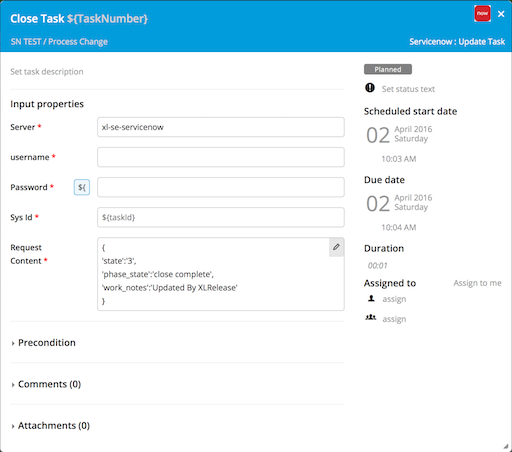 Close Task ${TaskNumber}
now
SN TEST / Process Change
Servicenow : Update Task
Set task description
Input properties
Server *
xl-se-servicenow
username *
Password *
${
Sys Id *
${taskId}
Request
Content *
{
'state':'3',
'phase_state':'close complete',
'work_notes':'Updated By XLRelease'
}
Precondition
Comments (0)
Attachments (0)
Planned
Set status text
Scheduled start date
02
April 2016
Saturday
10:03 AM
Due date
02
April 2016
Saturday
10:04 AM
Duration
00:01
Assigned to
Assign to me
assign
assign